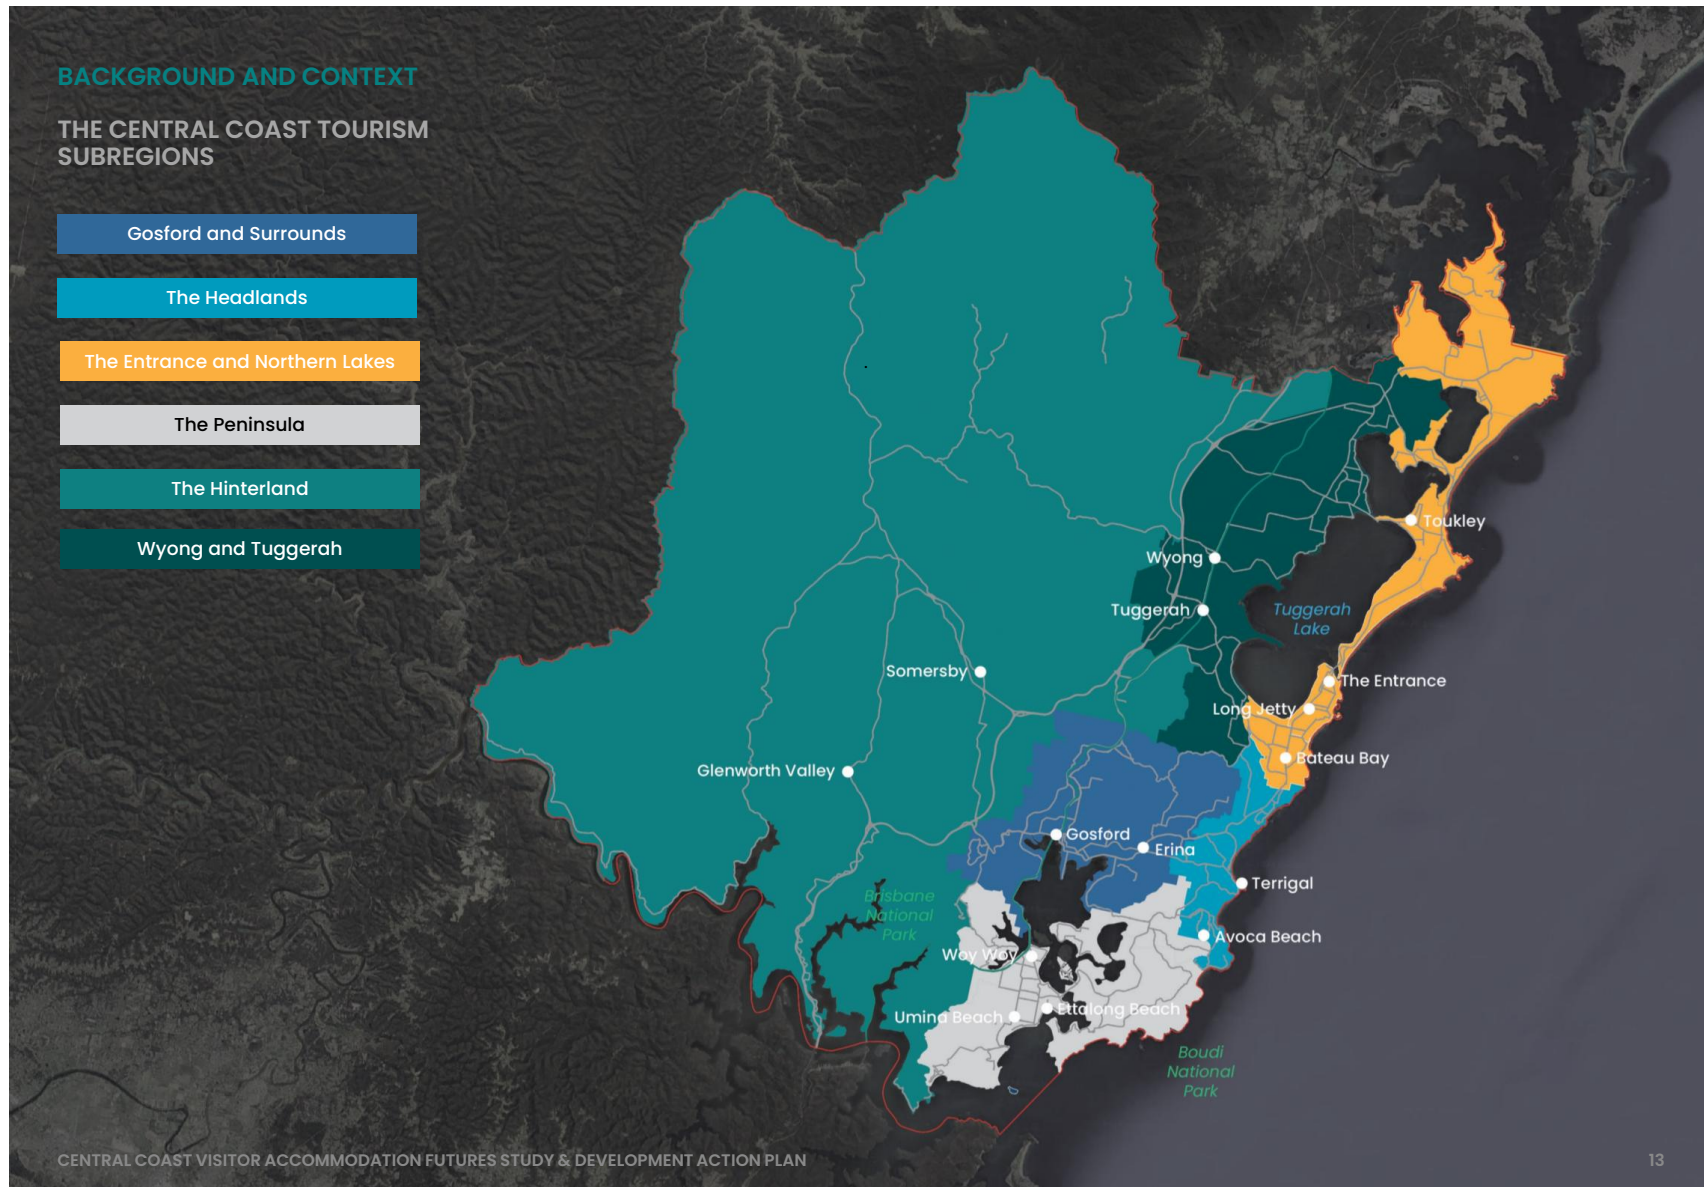 BACKGROUND AND CONTEXT
THE CENTRAL COAST TOURISM
SUBREGIONS
Gosford and Surrounds
The Headlands
The Entrance and Northern Lakes
The Peninsula
The Hinterland
Wyong and Tuggerah
Toukley
Wyong
Tuggerah
Tuggerah
Lake
Somersby
The Entrance
Long Jetty
Bateau Bay
Glenworth Valley
Gosford
Erina
Terrigal
Brisbane
National
Park
Avoca Beach
Woy Woy
Umina Beach
Ettalong Beach
Boudi
National
Park
CENTRAL COAST VISITOR ACCOMMODATION FUTURES STUDY & DEVELOPMENT ACTION PLAN
13